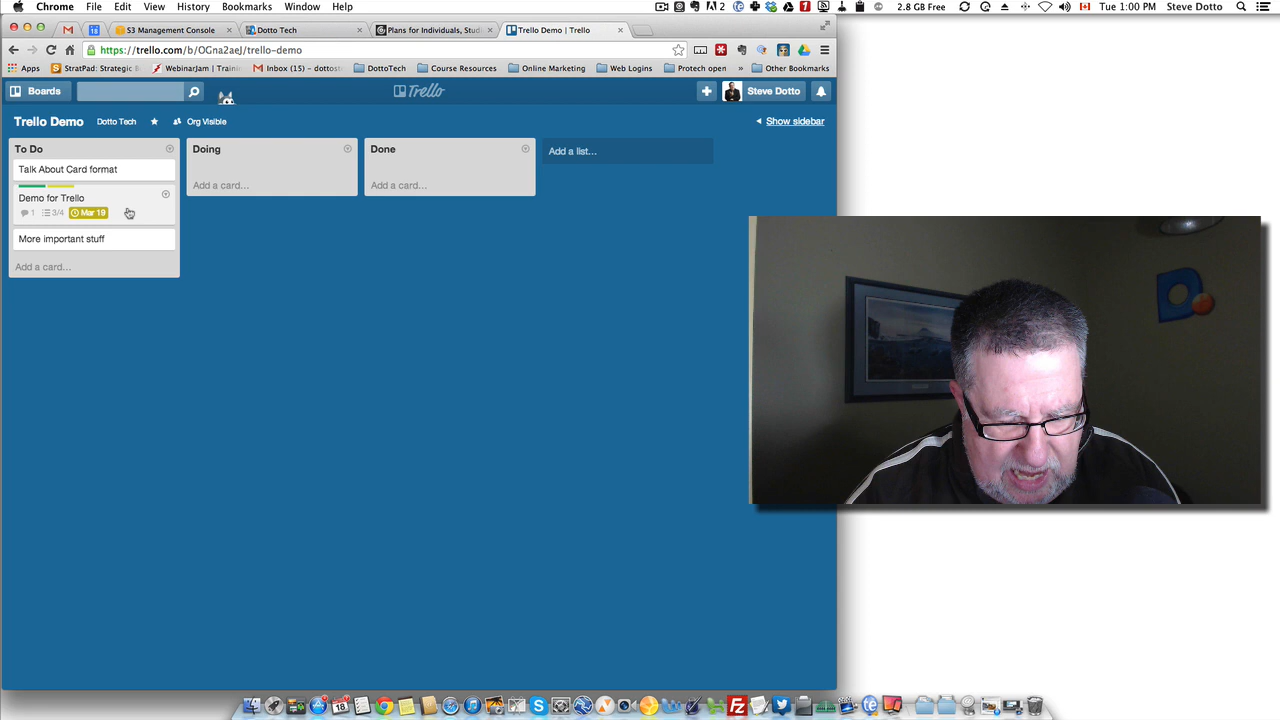 Chrome File Edit View History Bookmarks Window Help
A 2
2.8 GB Free
Tue 1:00 PM Steve Dotto
18
S3 Management Console
Dotto Tech
Plans for Individuals, Stud
Trello Demo | Trello
https://trello.com/b/OGna2aeJ/trello-demo
Apps
StratPad: Strategic B
WebinarJam | Traini
Inbox (15) – dottost
DottoTech
Course Resources
Online Marketing
Web Logins
Protech open
»
Other Bookmarks
Boards
Trello
Steve Dotto
Trello Demo Dotto Tech Org Visible
Show sidebar
To Do
Talk About Card format
Demo for Trello
1 3/4 Mar 19
More important stuff
Add a card...
Doing
Add a card...
Done
Add a card...
Add a list...
18